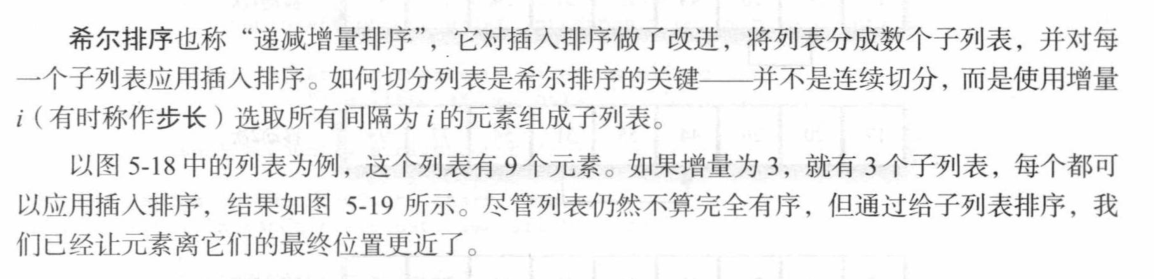 希尔排序也称“递减增量排序”，它对插入排序做了改进，将列表分成数个子列表，并对每
一个子列表应用插入排序。如何切分列表是希尔排序的关键——并不是连续切分，而是使用增量
i（有时称作步长）选取所有间隔为 i 的元素组成子列表。
以图 5-18 中的列表为例，这个列表有 9 个元素。如果增量为 3，就有 3 个子列表，每个都可
以应用插入排序，结果如图 5-19 所示。尽管列表仍然不算完全有序，但通过给子列表排序，我
们已经让元素离它们的最终位置更近了。